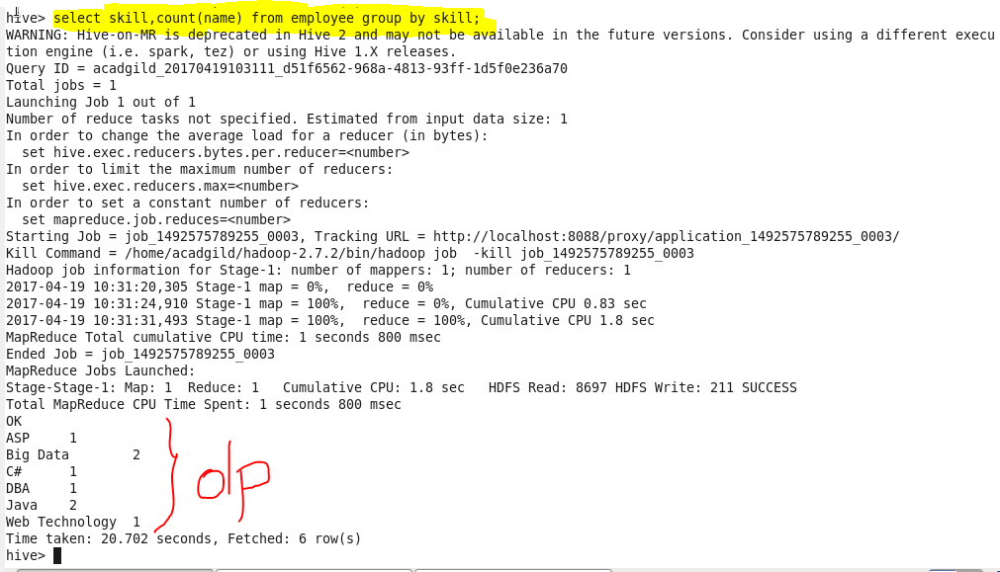 hive> select skill,count(name) from employee group by skill;
WARNING: Hive-on-MR is deprecated in Hive 2 and may not be available in the future versions. Consider using a different execu
tion engine (i.e. spark, tez) or using Hive 1.X releases.
Query ID = acadgild_20170419103111_d51f6562-968a-4813-93ff-1d5f0e236a70
Total jobs = 1
Launching Job 1 out of 1
Number of reduce tasks not specified. Estimated from input data size: 1
In order to change the average load for a reducer (in bytes):
  set hive.exec.reducers.bytes.per.reducer=<number>
In order to limit the maximum number of reducers:
  set hive.exec.reducers.max=<number>
In order to set a constant number of reducers:
  set mapreduce.job.reduces=<number>
Starting Job = job_1492575789255_0003, Tracking URL = http://localhost:8088/proxy/application_1492575789255_0003/
Kill Command = /home/acadgild/hadoop-2.7.2/bin/hadoop job  -kill job_1492575789255_0003
Hadoop job information for Stage-1: number of mappers: 1; number of reducers: 1
2017-04-19 10:31:20,305 Stage-1 map = 0%,  reduce = 0%
2017-04-19 10:31:24,910 Stage-1 map = 100%,  reduce = 0%, Cumulative CPU 0.83 sec
2017-04-19 10:31:31,493 Stage-1 map = 100%,  reduce = 100%, Cumulative CPU 1.8 sec
MapReduce Total cumulative CPU time: 1 seconds 800 msec
Ended Job = job_1492575789255_0003
MapReduce Jobs Launched:
Stage-Stage-1: Map: 1  Reduce: 1   Cumulative CPU: 1.8 sec   HDFS Read: 8697 HDFS Write: 211 SUCCESS
Total MapReduce CPU Time Spent: 1 seconds 800 msec
OK
ASP	1
Big Data	2
C#	1
DBA	1
Java	2
Web Technology	1
o|p
Time taken: 20.702 seconds, Fetched: 6 row(s)
hive>